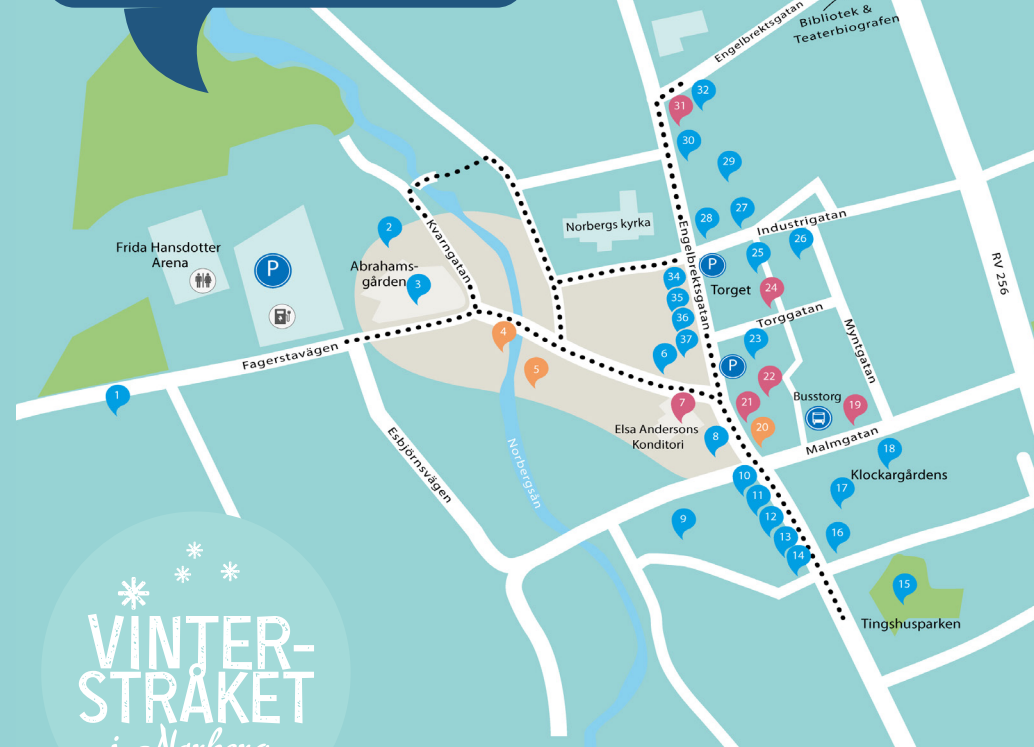 Engelbrektsgatan
Bibliotek &
Teaterbiografen
32
31
30
29
28
27
Industrigatan
26
25
24
Norbergs kyrka
Engelbrektsgatan
P
Torget
34
35
36
37
6
RV 256
Frida Hansdotter
Arena
P
2
Kvarngatan
Abrahams-
gården
3
4
5
Fagerstavägen
1
Torggatan
23
Myntgatan
P
22
21
20
Busstorg
19
7
Elsa Andersons
Konditori
8
Malmgatan
18
Klockargårdens
17
16
Esbjörnsvägen
Norbergsån
9
10
11
12
13
14
15
Tingshusparken
VINTER-
STRÅKET
i Norberg